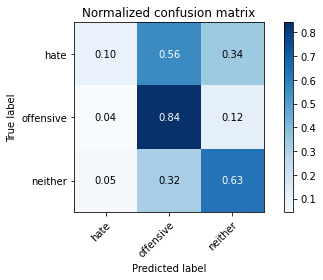 Normalized confusion matrix
True label
hate 0.10 0.56 0.34
offensive 0.04 0.84 0.12
neither 0.05 0.32 0.63
hate offensive neither
Predicted label
0.8
0.7
0.6
0.5
0.4
0.3
0.2
0.1